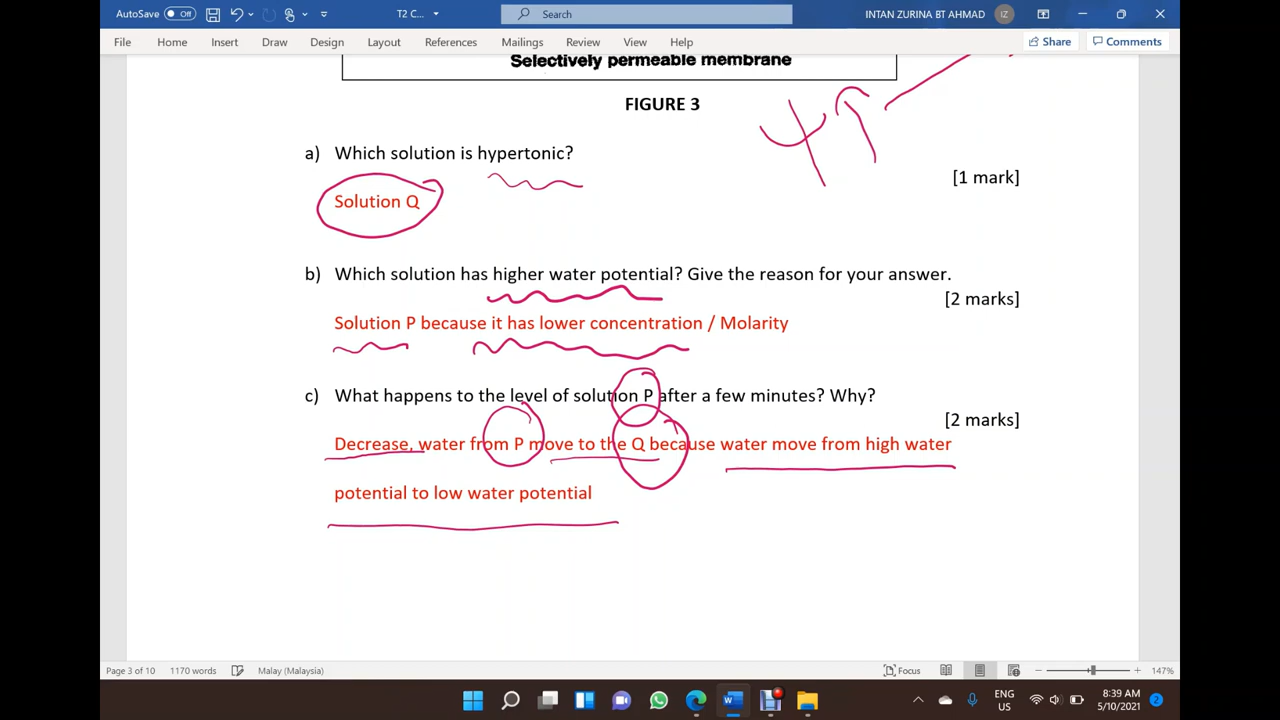 AutoSave Off T2 C... Search INTAN ZURINA BT AHMAD IZ
File Home Insert Draw Design Layout References Mailings Review View Help Share Comments
Selectively permeable membrane
FIGURE 3
a) Which solution is hypertonic?
[1 mark]
Solution Q
b) Which solution has higher water potential? Give the reason for your answer.
[2 marks]
Solution P because it has lower concentration / Molarity
c) What happens to the level of solution P after a few minutes? Why?
[2 marks]
Decrease, water from P move to the Q because water move from high water
potential to low water potential
Page 3 of 10 1170 words Malay (Malaysia) Focus 147%
ENG
US
8:39 AM
5/10/2021
2